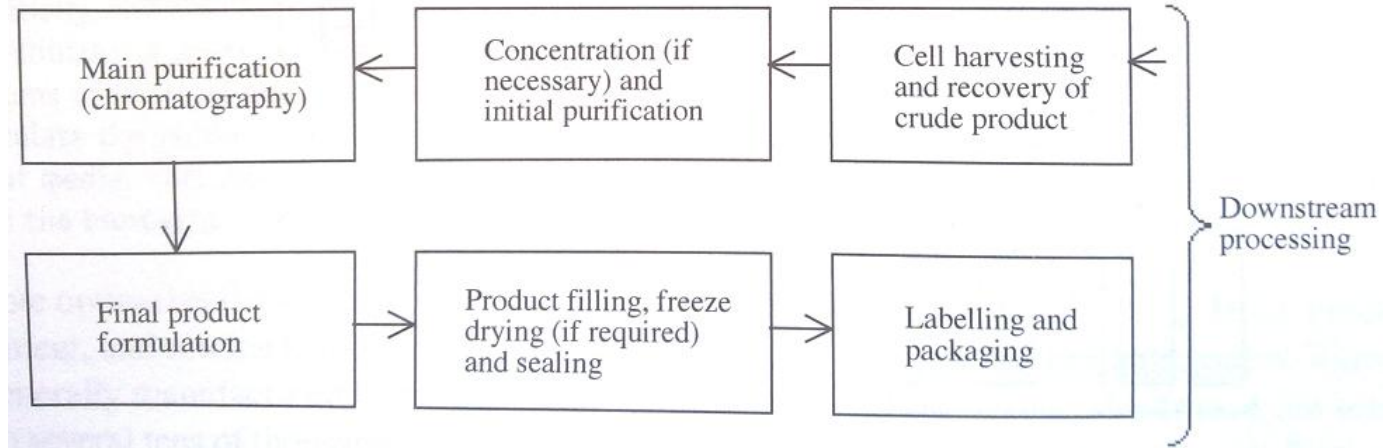 Main purification
(chromatography)
Concentration (if
necessary) and
initial purification
Cell harvesting
and recovery of
crude product
Downstream
processing
Final product
formulation
Product filling, freeze
drying (if required)
and sealing
Labelling and
packaging